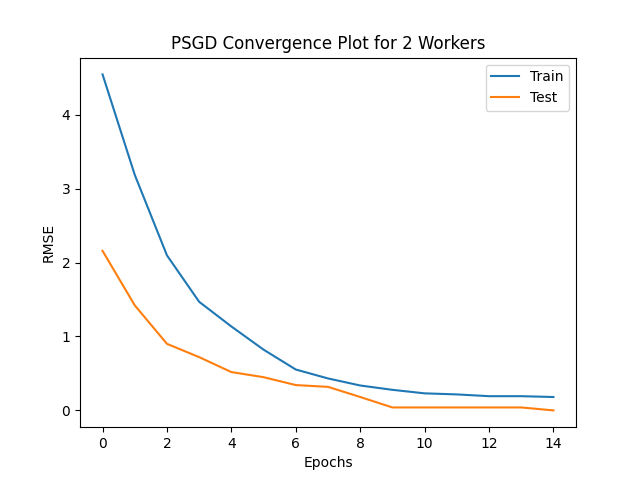 PSGD Convergence Plot for 2 Workers
Train
Test
4
3
2
1
0
RMSE
0 2 4 6 8 10 12 14
Epochs